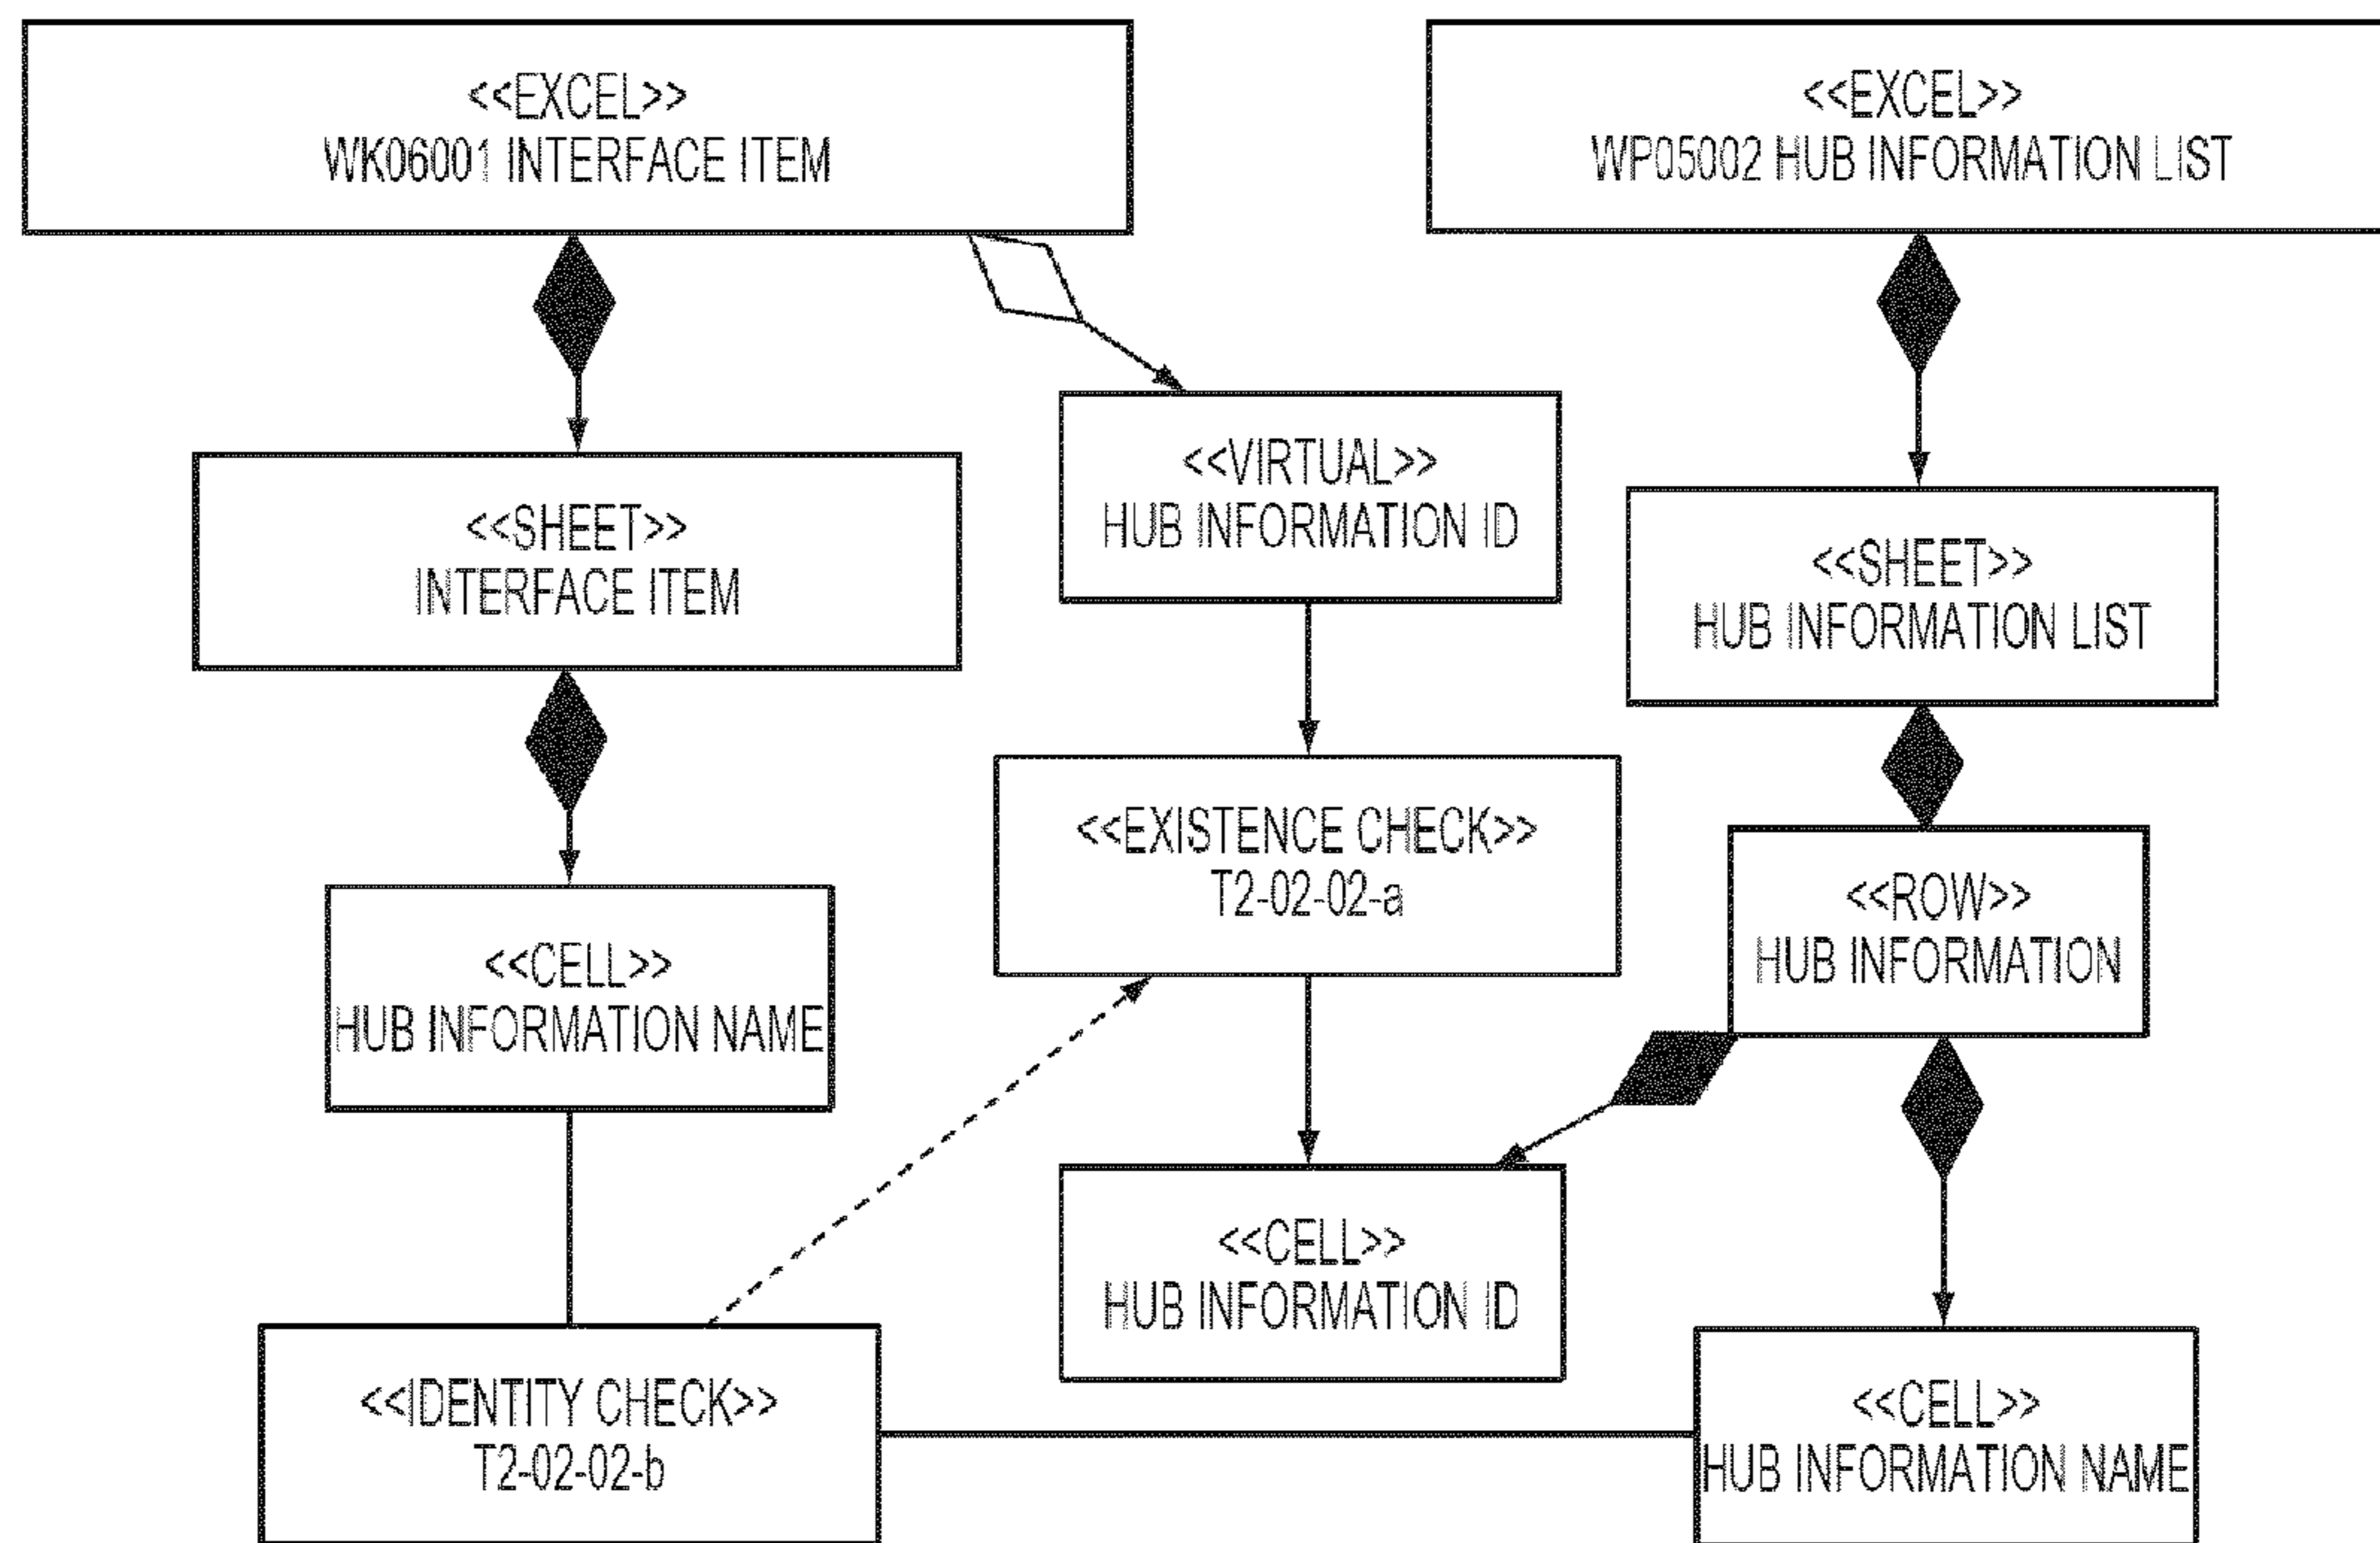 <<EXCEL>>
WK06001 INTERFACE ITEM
<<EXCEL>>
WP05002 HUB INFORMATION LIST
<<VIRTUAL>>
HUB INFORMATION ID
<<SHEET>>
INTERFACE ITEM
<<SHEET>>
HUB INFORMATION LIST
<<EXISTENCE CHECK>>
T2-02-02-a
<<ROW>>
HUB INFORMATION
<<CELL>>
HUB INFORMATION NAME
<<CELL>>
HUB INFORMATION ID
<<IDENTITY CHECK>>
T2-02-02-b
<<CELL>>
HUB INFORMATION NAME